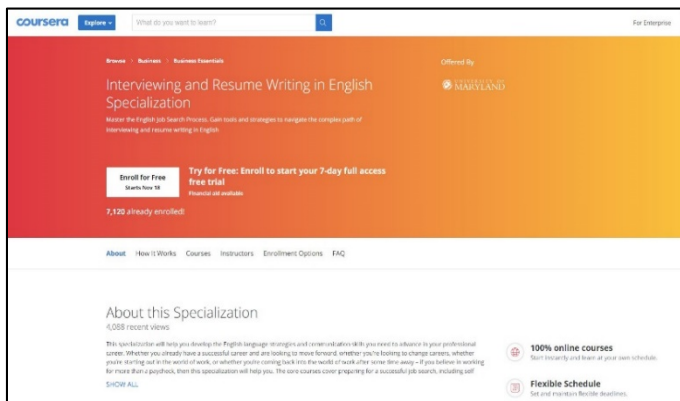 coursera
Explore
What do you want to learn?
For Enterprise
Browse > Business > Business Essentials
Offered By
Interviewing and Resume Writing in English
Specialization
UNIVERSITY OF
MARYLAND
Master the English Job Search Process. Gain tools and strategies to navigate the complex path of
interviewing and resume writing in English
Enroll for Free
Starts Nov 18
Try for Free: Enroll to start your 7-day full access
free trial
Financial aid available
7,120 already enrolled!
About How It Works Courses Instructors Enrollment Options FAQ
About this Specialization
4,088 recent views
This specialization will help you develop the English language strategies and communication skills you need to advance in your professional
career. Whether you already have a successful career and are looking to move forward, whether you're looking to change careers, whether
you're starting out in the world of work, or whether you're coming back into the world of work after some time away – if you believe in working
for more than a paycheck, then this specialization will help you. The core courses cover preparing for a successful job search, including self
SHOW ALL
100% online courses
Start instantly and learn at your own schedule.
Flexible Schedule
Set and maintain flexible deadlines.